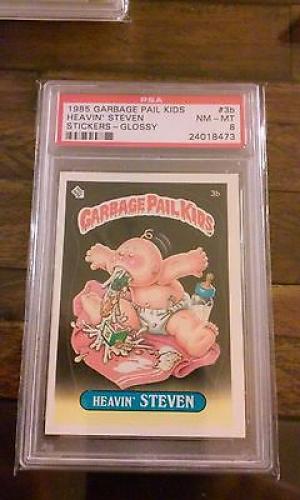 PSA
1985 GARBAGE PAIL KIDS #3b
HEAVIN' STEVEN NM-MT
STICKERS-GLOSSY 8
24018473
3b
GARBAGE PAIL KIDS
HEAVIN' STEVEN